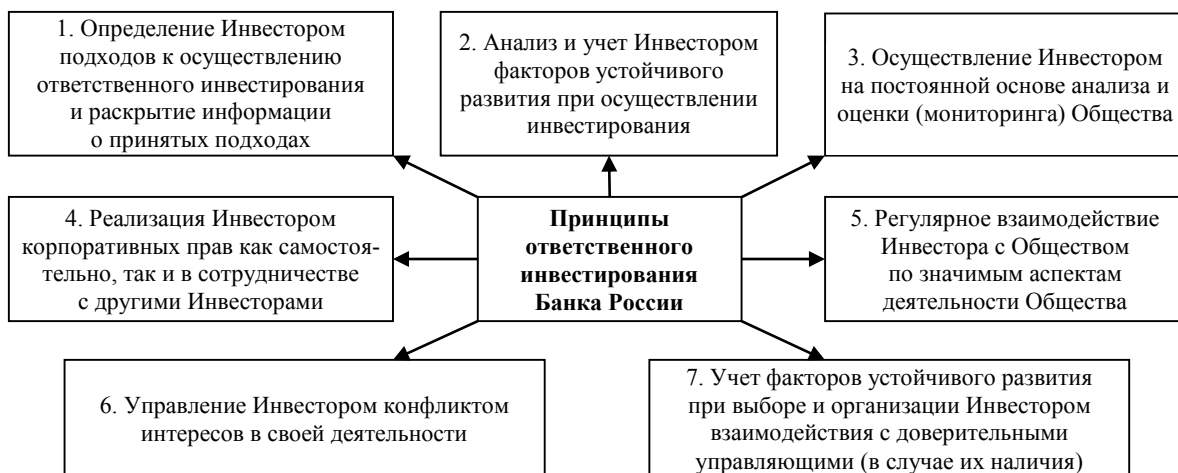 1. Определение Инвестором
подходов к осуществлению
ответственного инвестирования
и раскрытие информации
о принятых подходах
2. Анализ и учет Инвестором
факторов устойчивого
развития при осуществлении
инвестирования
3. Осуществление Инвестором
на постоянной основе анализа и
оценки (мониторинга) Общества
4. Реализация Инвестором
корпоративных прав как самостоя-
тельно, так и в сотрудничестве
с другими Инвесторами
Принципы
ответственного
инвестирования
Банка России
5. Регулярное взаимодействие
Инвестора с Обществом
по значимым аспектам
деятельности Общества
6. Управление Инвестором конфликтом
интересов в своей деятельности
7. Учет факторов устойчивого развития
при выборе и организации Инвестором
взаимодействия с доверительными
управляющими (в случае их наличия)